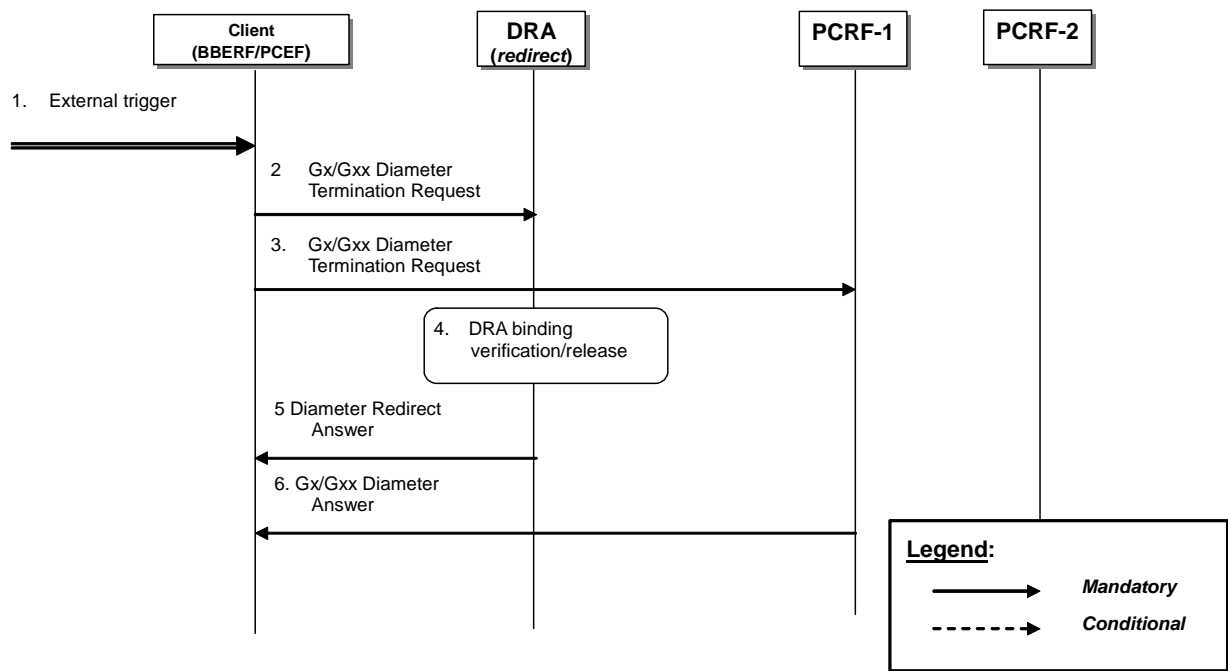 Client
(BBERF/PCEF)
DRA
(redirect)
PCRF-1
PCRF-2
1. External trigger
2 Gx/Gxx Diameter
Termination Request
3. Gx/Gxx Diameter
Termination Request
4. DRA binding
verification/release
5 Diameter Redirect
Answer
6. Gx/Gxx Diameter
Answer
Legend:
Mandatory
Conditional